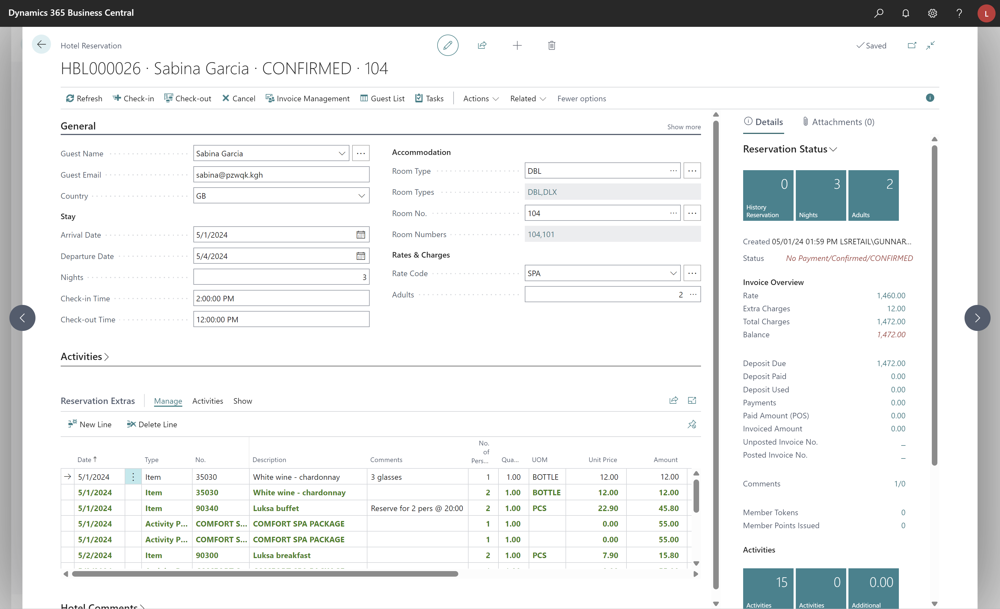 Dynamics 365 Business Central
L
Hotel Reservation
Saved
HBL000026 · Sabina Garcia · CONFIRMED · 104
Refresh Check-in Check-out Cancel Invoice Management Guest List Tasks Actions Related Fewer options
General
Show more
Guest Name Sabina Garcia
Guest Email sabina@pzwqk.kgh
Country GB
Stay
Arrival Date 5/1/2024
Departure Date 5/4/2024
Nights 3
Check-in Time 2:00:00 PM
Check-out Time 12:00:00 PM
Accommodation
Room Type DBL
Room Types DBL,DLX
Room No. 104
Room Numbers 104,101
Rates & Charges
Rate Code SPA
Adults 2
Activities
Reservation Extras Manage Activities Show
New Line Delete Line
Date Type No. Description Comments No. of Pers... Qua... UOM Unit Price Amount
5/1/2024 Item 35030 White wine - chardonnay 3 glasses 1 1.00 BOTTLE 12.00 12.00
5/1/2024 Item 35030 White wine - chardonnay 2 1.00 BOTTLE 12.00 12.00
5/1/2024 Item 90340 Luksa buffet Reserve for 2 pers @ 20:00 2 1.00 PCS 22.90 45.80
5/1/2024 Activity P... COMFORT S... COMFORT SPA PACKAGE 1 1.00 0.00 55.00
5/1/2024 Activity P... COMFORT S... COMFORT SPA PACKAGE 1 1.00 0.00 55.00
5/2/2024 Item 90300 Luksa breakfast 2 1.00 PCS 7.90 15.80
Hotel Comments
Details Attachments (0)
Reservation Status
0 History Reservation
3 Nights
2 Adults
Created 05/01/24 01:59 PM LSRETAIL\GUNNAR...
Status No Payment/Confirmed/CONFIRMED
Invoice Overview
Rate 1,460.00
Extra Charges 12.00
Total Charges 1,472.00
Balance 1,472.00
Deposit Due 1,472.00
Deposit Paid 0.00
Deposit Used 0.00
Payments 0.00
Paid Amount (POS) 0.00
Invoiced Amount 0.00
Unposted Invoice No. _
Posted Invoice No. _
Comments 1/0
Member Tokens 0
Member Points Issued 0
Activities
15 Activities
0 Activities
0.00 Additional